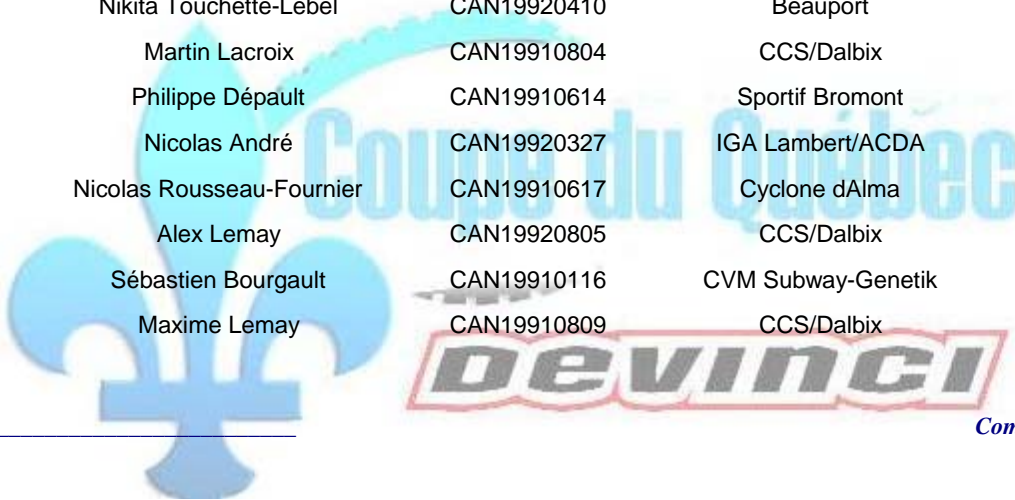 Nikita Touchette-Lebel CAN19920410 Beauport
Martin Lacroix CAN19910804 CCS/Dalbix
Philippe Dépault CAN19910614 Sportif Bromont
Nicolas André CAN19920327 IGA Lambert/ACDA
Coupe du Québec
Nicolas Rousseau-Fournier CAN19910617 Cyclone dAlma
Alex Lemay CAN19920805 CCS/Dalbix
Sébastien Bourgault CAN19910116 CVM Subway-Genetik
Maxime Lemay CAN19910809 CCS/Dalbix
DEVINCI
Com